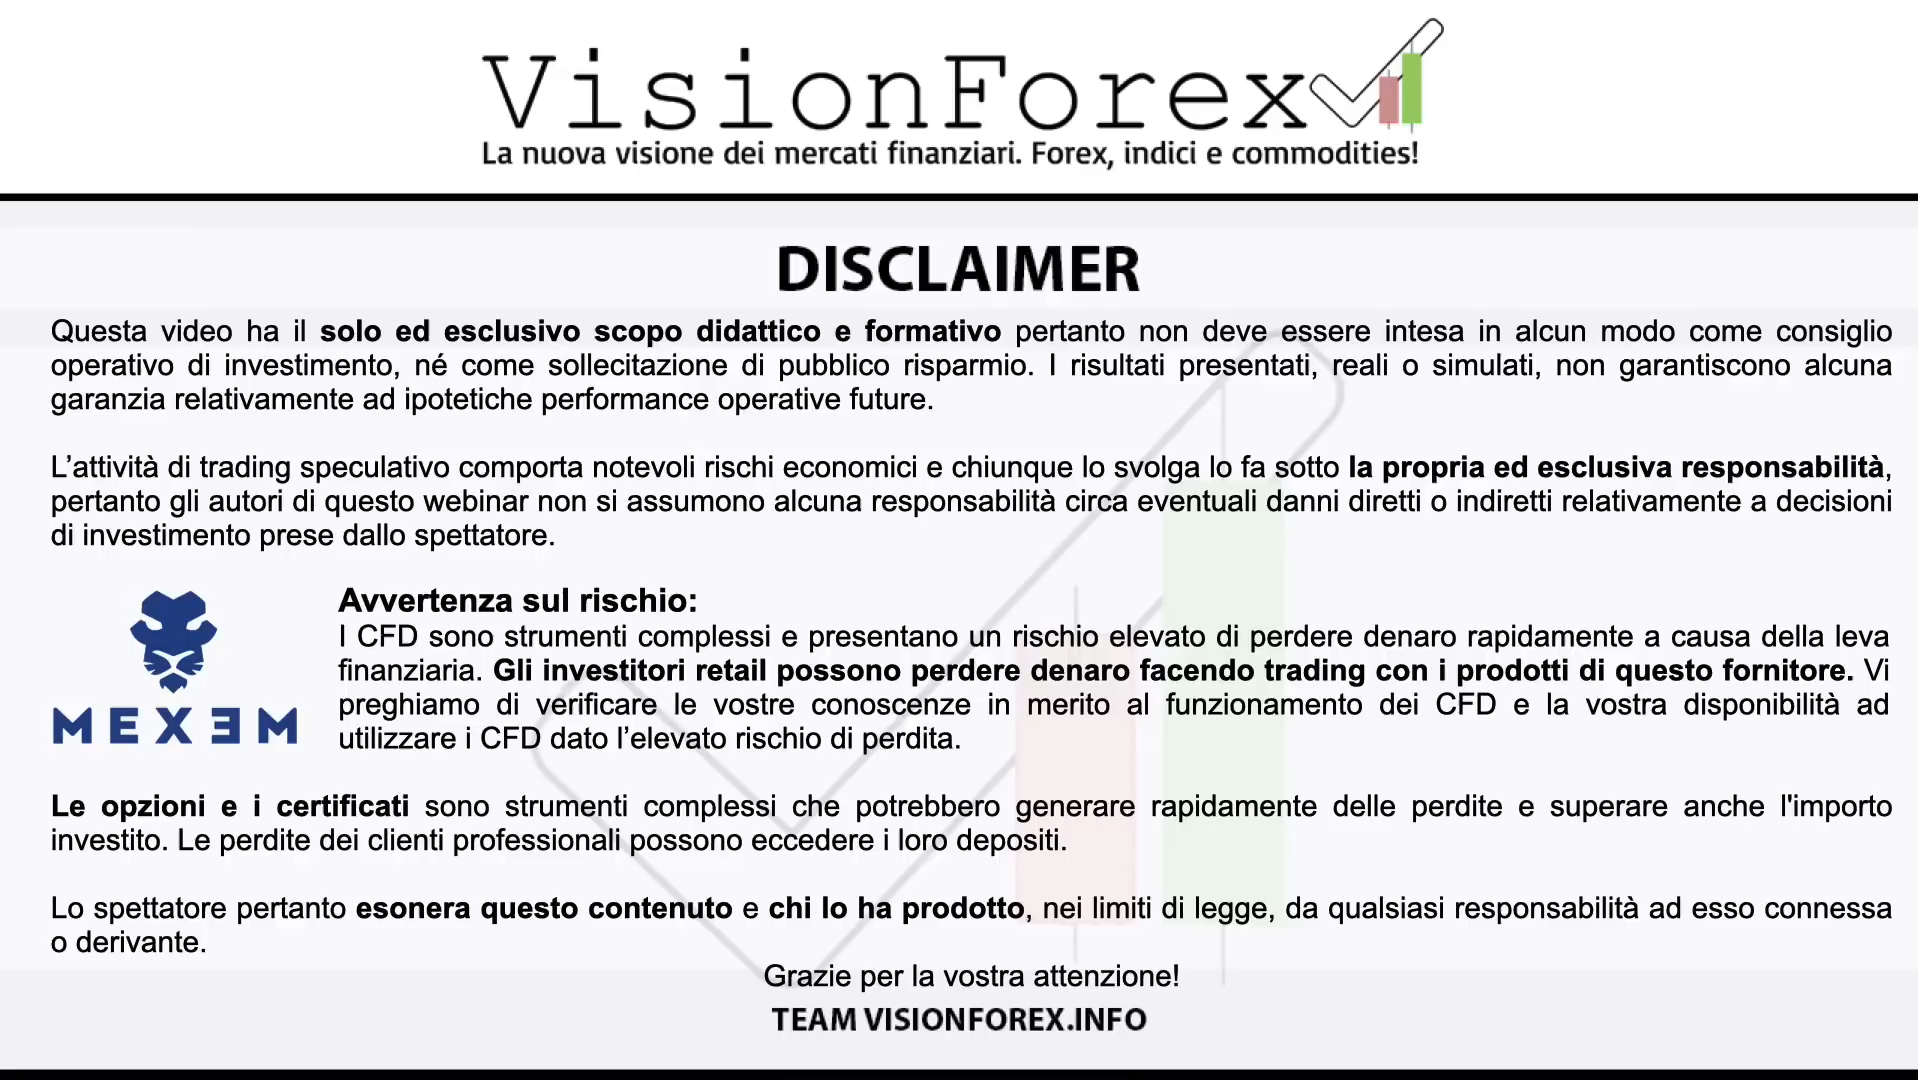 VisionForex
La nuova visione dei mercati finanziari. Forex, indici e commodities!
DISCLAIMER
Questa video ha il solo ed esclusivo scopo didattico e formativo pertanto non deve essere intesa in alcun modo come consiglio
operativo di investimento, né come sollecitazione di pubblico risparmio. I risultati presentati, reali o simulati, non garantiscono alcuna
garanzia relativamente ad ipotetiche performance operative future.
L’attività di trading speculativo comporta notevoli rischi economici e chiunque lo svolga lo fa sotto la propria ed esclusiva responsabilità,
pertanto gli autori di questo webinar non si assumono alcuna responsabilità circa eventuali danni diretti o indiretti relativamente a decisioni
di investimento prese dallo spettatore.
MEXEM
Avvertenza sul rischio:
I CFD sono strumenti complessi e presentano un rischio elevato di perdere denaro rapidamente a causa della leva
finanziaria. Gli investitori retail possono perdere denaro facendo trading con i prodotti di questo fornitore. Vi
preghiamo di verificare le vostre conoscenze in merito al funzionamento dei CFD e la vostra disponibilità ad
utilizzare i CFD dato l’elevato rischio di perdita.
Le opzioni e i certificati sono strumenti complessi che potrebbero generare rapidamente delle perdite e superare anche l'importo
investito. Le perdite dei clienti professionali possono eccedere i loro depositi.
Lo spettatore pertanto esonera questo contenuto e chi lo ha prodotto, nei limiti di legge, da qualsiasi responsabilità ad esso connessa
o derivante.
Grazie per la vostra attenzione!
TEAM VISIONFOREX.INFO